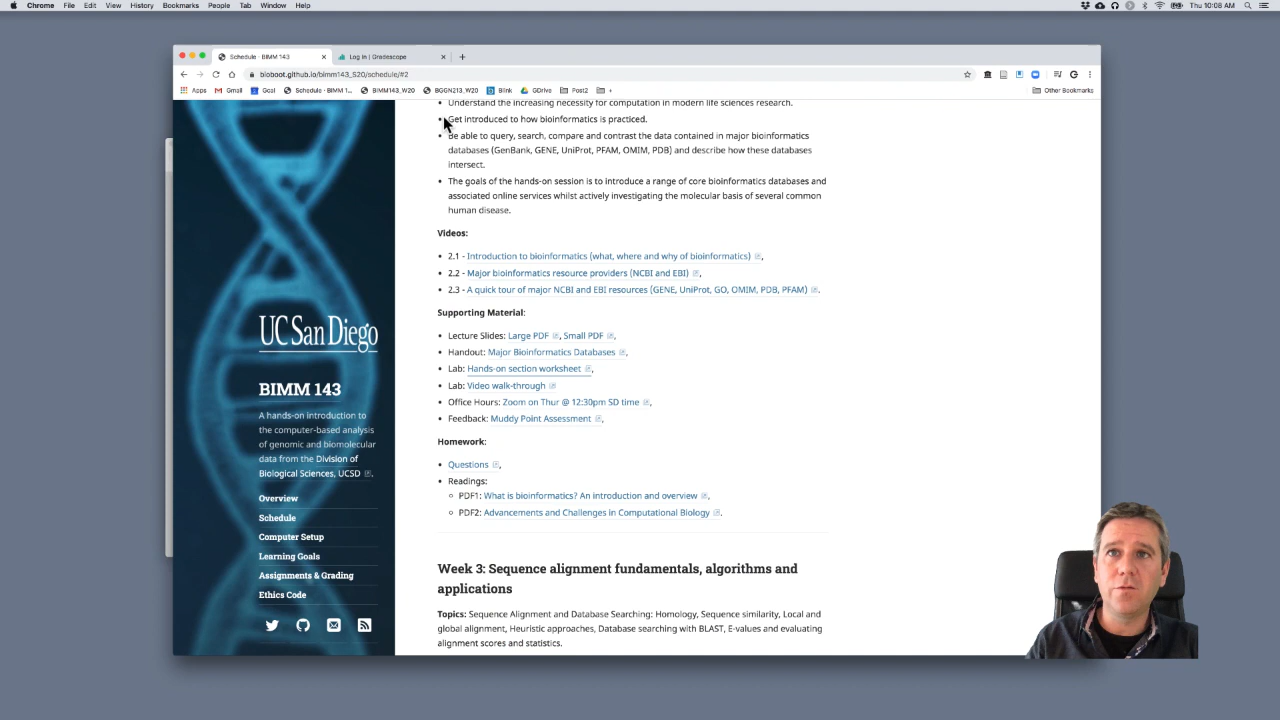 Chrome File Edit View History Bookmarks People Tab Window Help
Thu 10:08 AM
Schedule · BIMM 143
Log In | Gradescope
bioboot.github.io/bimm143_S20/schedule/#2
Apps Gmail Goal Schedule - BIMM 1... BIMM143_W20 BGGN213_W20 Blink GDrive Post2
Other Bookmarks
Understand the increasing necessity for computation in modern life sciences research.
Get introduced to how bioinformatics is practiced.
Be able to query, search, compare and contrast the data contained in major bioinformatics
databases (GenBank, GENE, UniProt, PFAM, OMIM, PDB) and describe how these databases
intersect.
The goals of the hands-on session is to introduce a range of core bioinformatics databases and
associated online services whilst actively investigating the molecular basis of several common
human disease.
Videos:
2.1 - Introduction to bioinformatics (what, where and why of bioinformatics) ,
2.2 - Major bioinformatics resource providers (NCBI and EBI) ,
2.3 - A quick tour of major NCBI and EBI resources (GENE, UniProt, GO, OMIM, PDB, PFAM) .
Supporting Material:
Lecture Slides: Large PDF , Small PDF ,
Handout: Major Bioinformatics Databases ,
Lab: Hands-on section worksheet ,
Lab: Video walk-through
Office Hours: Zoom on Thur @ 12:30pm SD time ,
Feedback: Muddy Point Assessment ,
Homework:
Questions ,
Readings:
PDF1: What is bioinformatics? An introduction and overview ,
PDF2: Advancements and Challenges in Computational Biology .
Week 3: Sequence alignment fundamentals, algorithms and
applications
Topics: Sequence Alignment and Database Searching: Homology, Sequence similarity, Local and
global alignment, Heuristic approaches, Database searching with BLAST, E-values and evaluating
alignment scores and statistics.
UC San Diego
BIMM 143
A hands-on introduction to
the computer-based analysis
of genomic and biomolecular
data from the Division of
Biological Sciences, UCSD .
Overview
Schedule
Computer Setup
Learning Goals
Assignments & Grading
Ethics Code